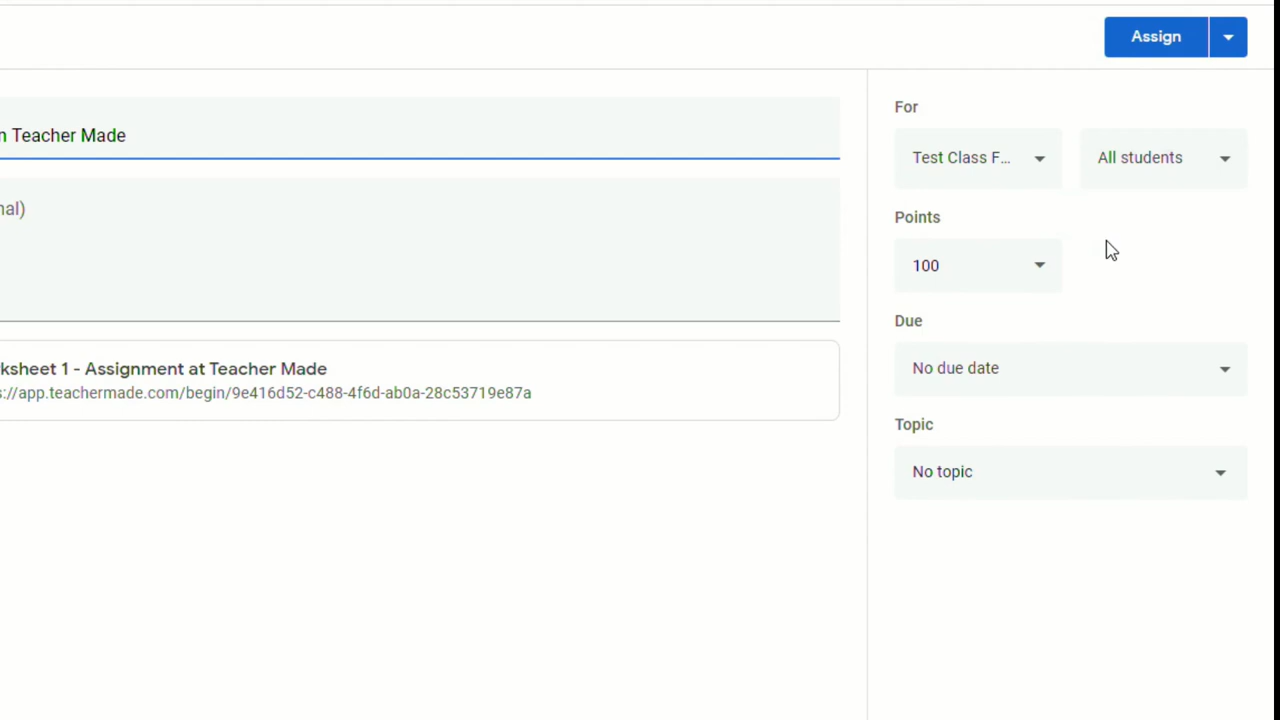 Assign
n Teacher Made
nal)
ksheet 1 - Assignment at Teacher Made
s://app.teachermade.com/begin/9e416d52-c488-4f6d-ab0a-28c53719e87a
For
Test Class F... All students
Points
100
Due
No due date
Topic
No topic